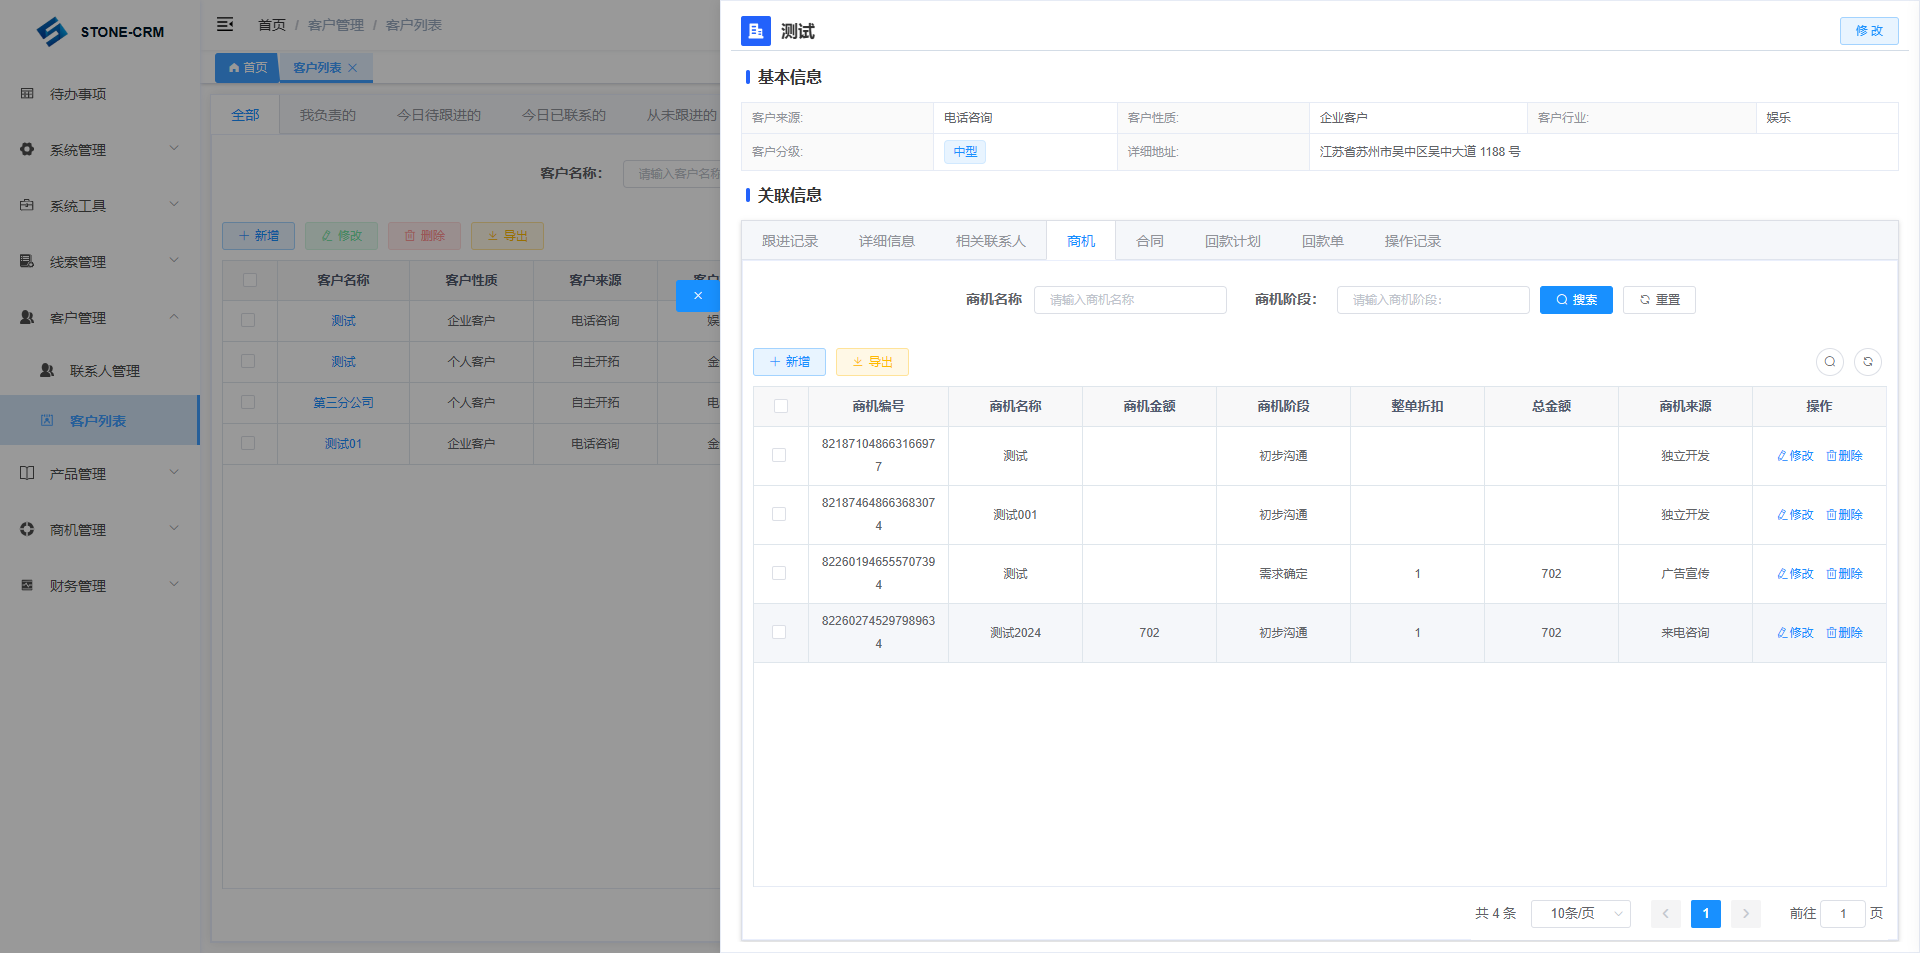 STONE-CRM
待办事项
系统管理
系统工具
线索管理
客户管理
联系人管理
客户列表
产品管理
商机管理
财务管理
首页 / 客户管理 / 客户列表
首页 客户列表
全部 我负责的 今日待跟进的 今日已联系的 从未跟进的
客户名称： 请输入客户名称
新增 修改 删除 导出
客户名称 客户性质 客户来源
测试 企业客户 电话咨询 娱
测试 个人客户 自主开拓 金
第三分公司 个人客户 自主开拓 电
测试01 企业客户 电话咨询 金
测试 修 改
基本信息
客户来源: 电话咨询 客户性质: 企业客户 客户行业: 娱乐
客户分级: 中型 详细地址: 江苏省苏州市吴中区吴中大道 1188 号
关联信息
跟进记录 详细信息 相关联系人 商机 合同 回款计划 回款单 操作记录
商机名称 请输入商机名称 商机阶段： 请输入商机阶段： 搜索 重置
新增 导出
商机编号 商机名称 商机金额 商机阶段 整单折扣 总金额 商机来源 操作
821871048663166977 测试 初步沟通 独立开发 修改 删除
821874648663683074 测试001 初步沟通 独立开发 修改 删除
822601946555707394 测试 需求确定 1 702 广告宣传 修改 删除
822602745297989634 测试2024 702 初步沟通 1 702 来电咨询 修改 删除
共 4 条 10条/页 1 前往 1 页